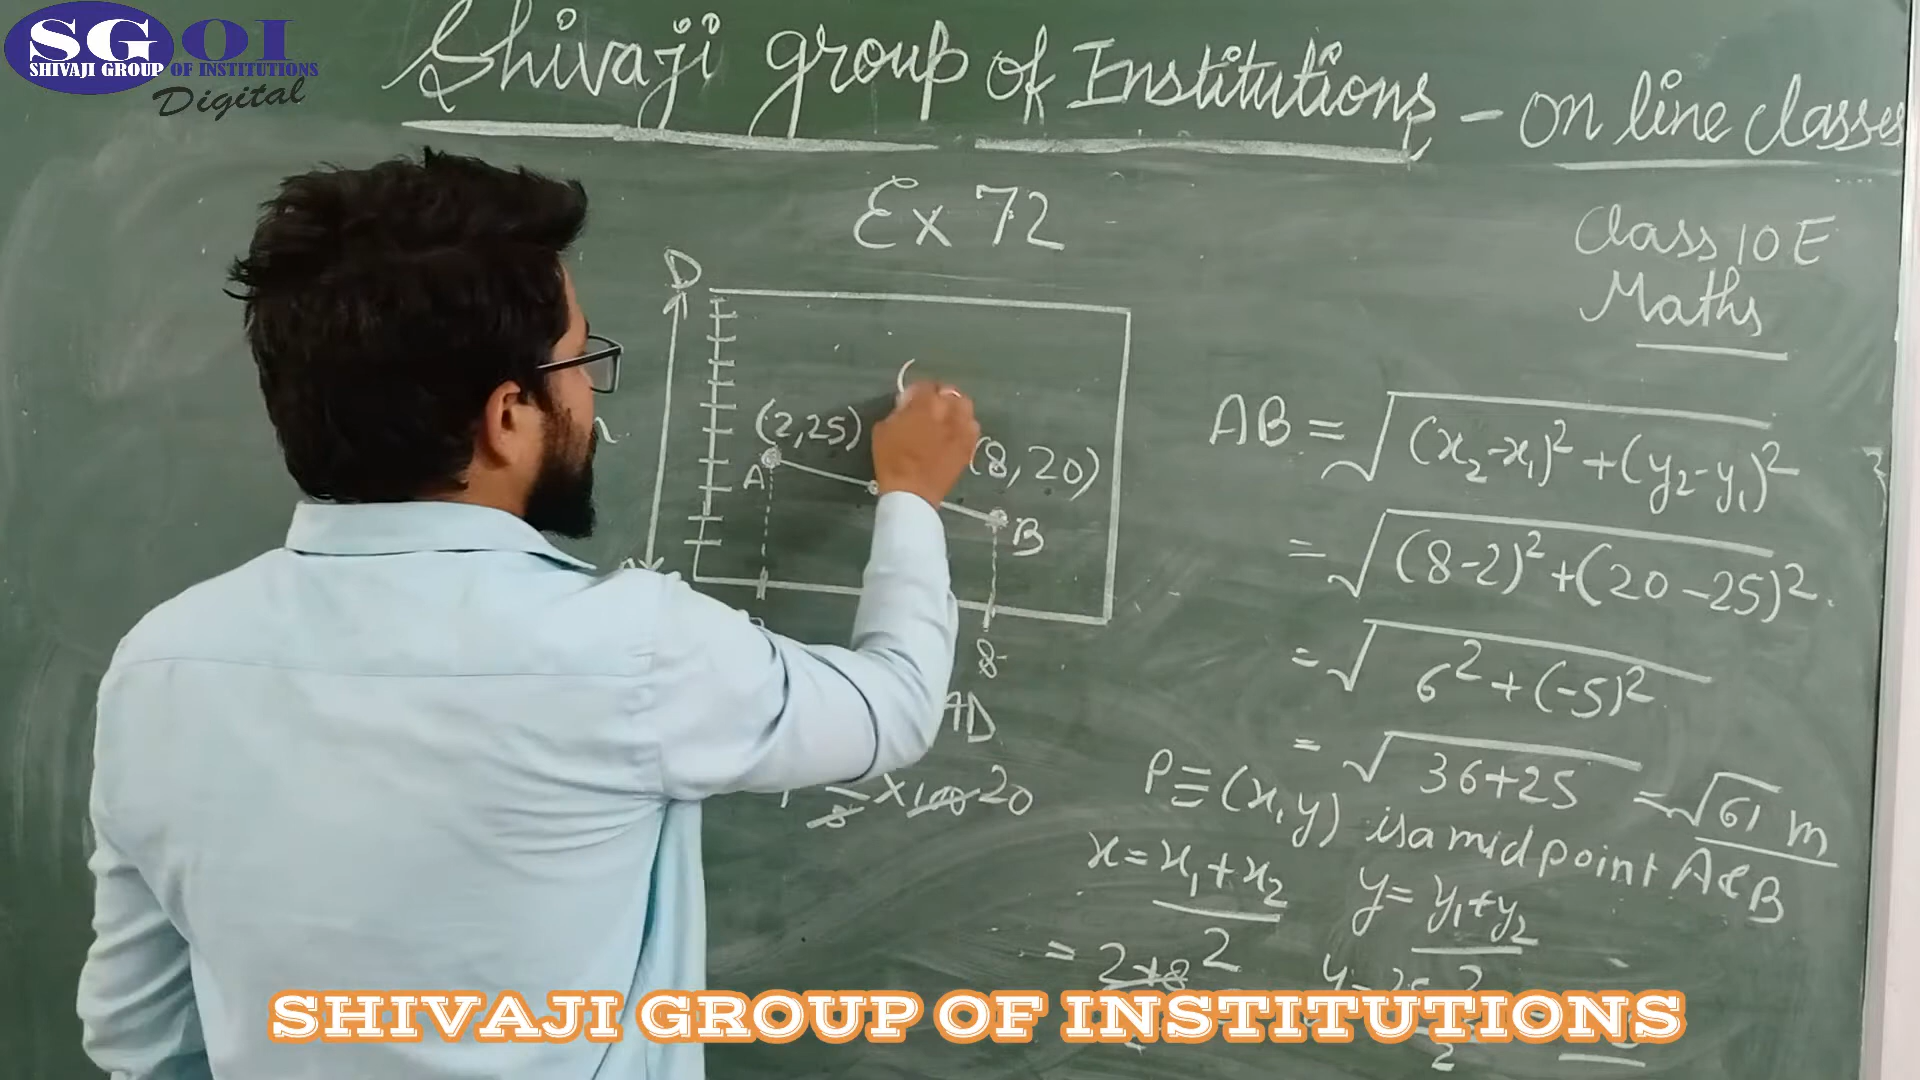 SGOI
SHIVAJI GROUP OF INSTITUTIONS
Digital
Shivaji group of Institutions - on line classes
Ex 72
Class 10 E
Maths
D
(2,25)
A
(
(8,20)
B
8
AD
×100 20
AB = √(x₂-x₁)² + (y₂-y₁)²
= √(8-2)² + (20-25)²
= √6² + (-5)²
= √36+25 = √61 m
P ≡ (x,y) is a mid point A & B
x = x₁+x₂ / 2
y = y₁+y₂
= 2+8
SHIVAJI GROUP OF INSTITUTIONS